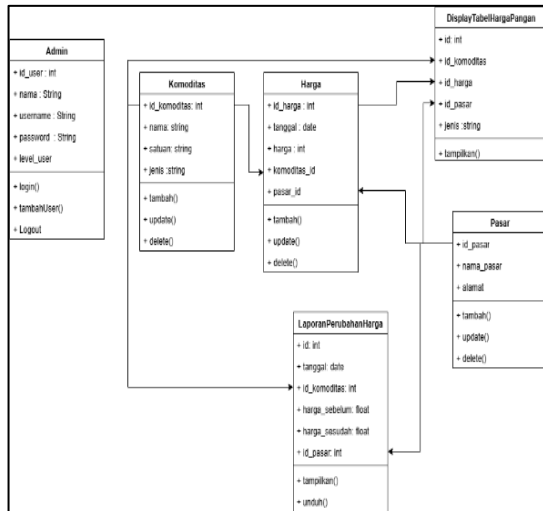 Admin
+ id_user : int
+ nama : String
+ username : String
+ password : String
+ level_user
+ login()
+ tambahUser()
+ Logout
Komoditas
+ id_komoditas: int
+ nama: string
+ satuan: string
+ jenis :string
+ tambah()
+ update()
+ delete()
Harga
+ id_harga : int
+ tanggal : date
+ harga : int
+ komoditas_id
+ pasar_id
+ tambah()
+ update()
+ delete()
DisplayTabelHargaPangan
+ id: int
+ id_komoditas
+ id_harga
+ id_pasar
+ jenis :string
+ tampilkan()
Pasar
+ id_pasar
+ nama_pasar
+ alamat
+ tambah()
+ update()
+ delete()
LaporanPerubahanHarga
+ id: int
+ tanggal: date
+ id_komoditas: int
+ harga_sebelum: float
+ harga_sesudah: float
+ id_pasar: int
+ tampilkan()
+ unduh()